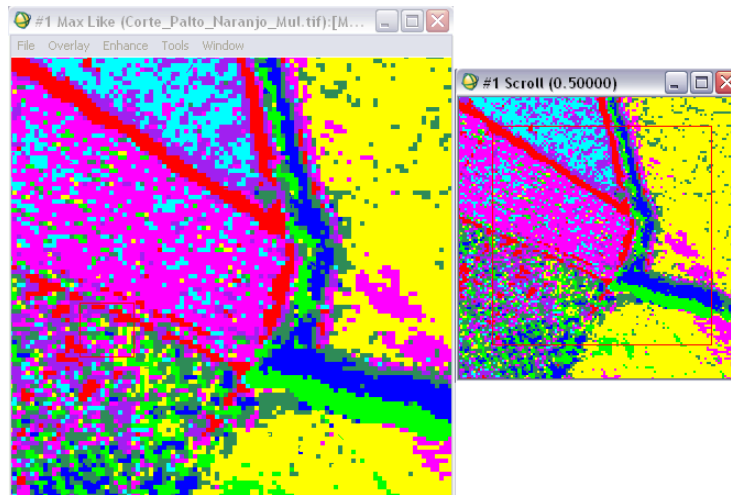 #1 Max Like (Corte_Palto_Naranjo_Mul.tif):[M...
File Overlay Enhance Tools Window
#1 Scroll (0.50000)